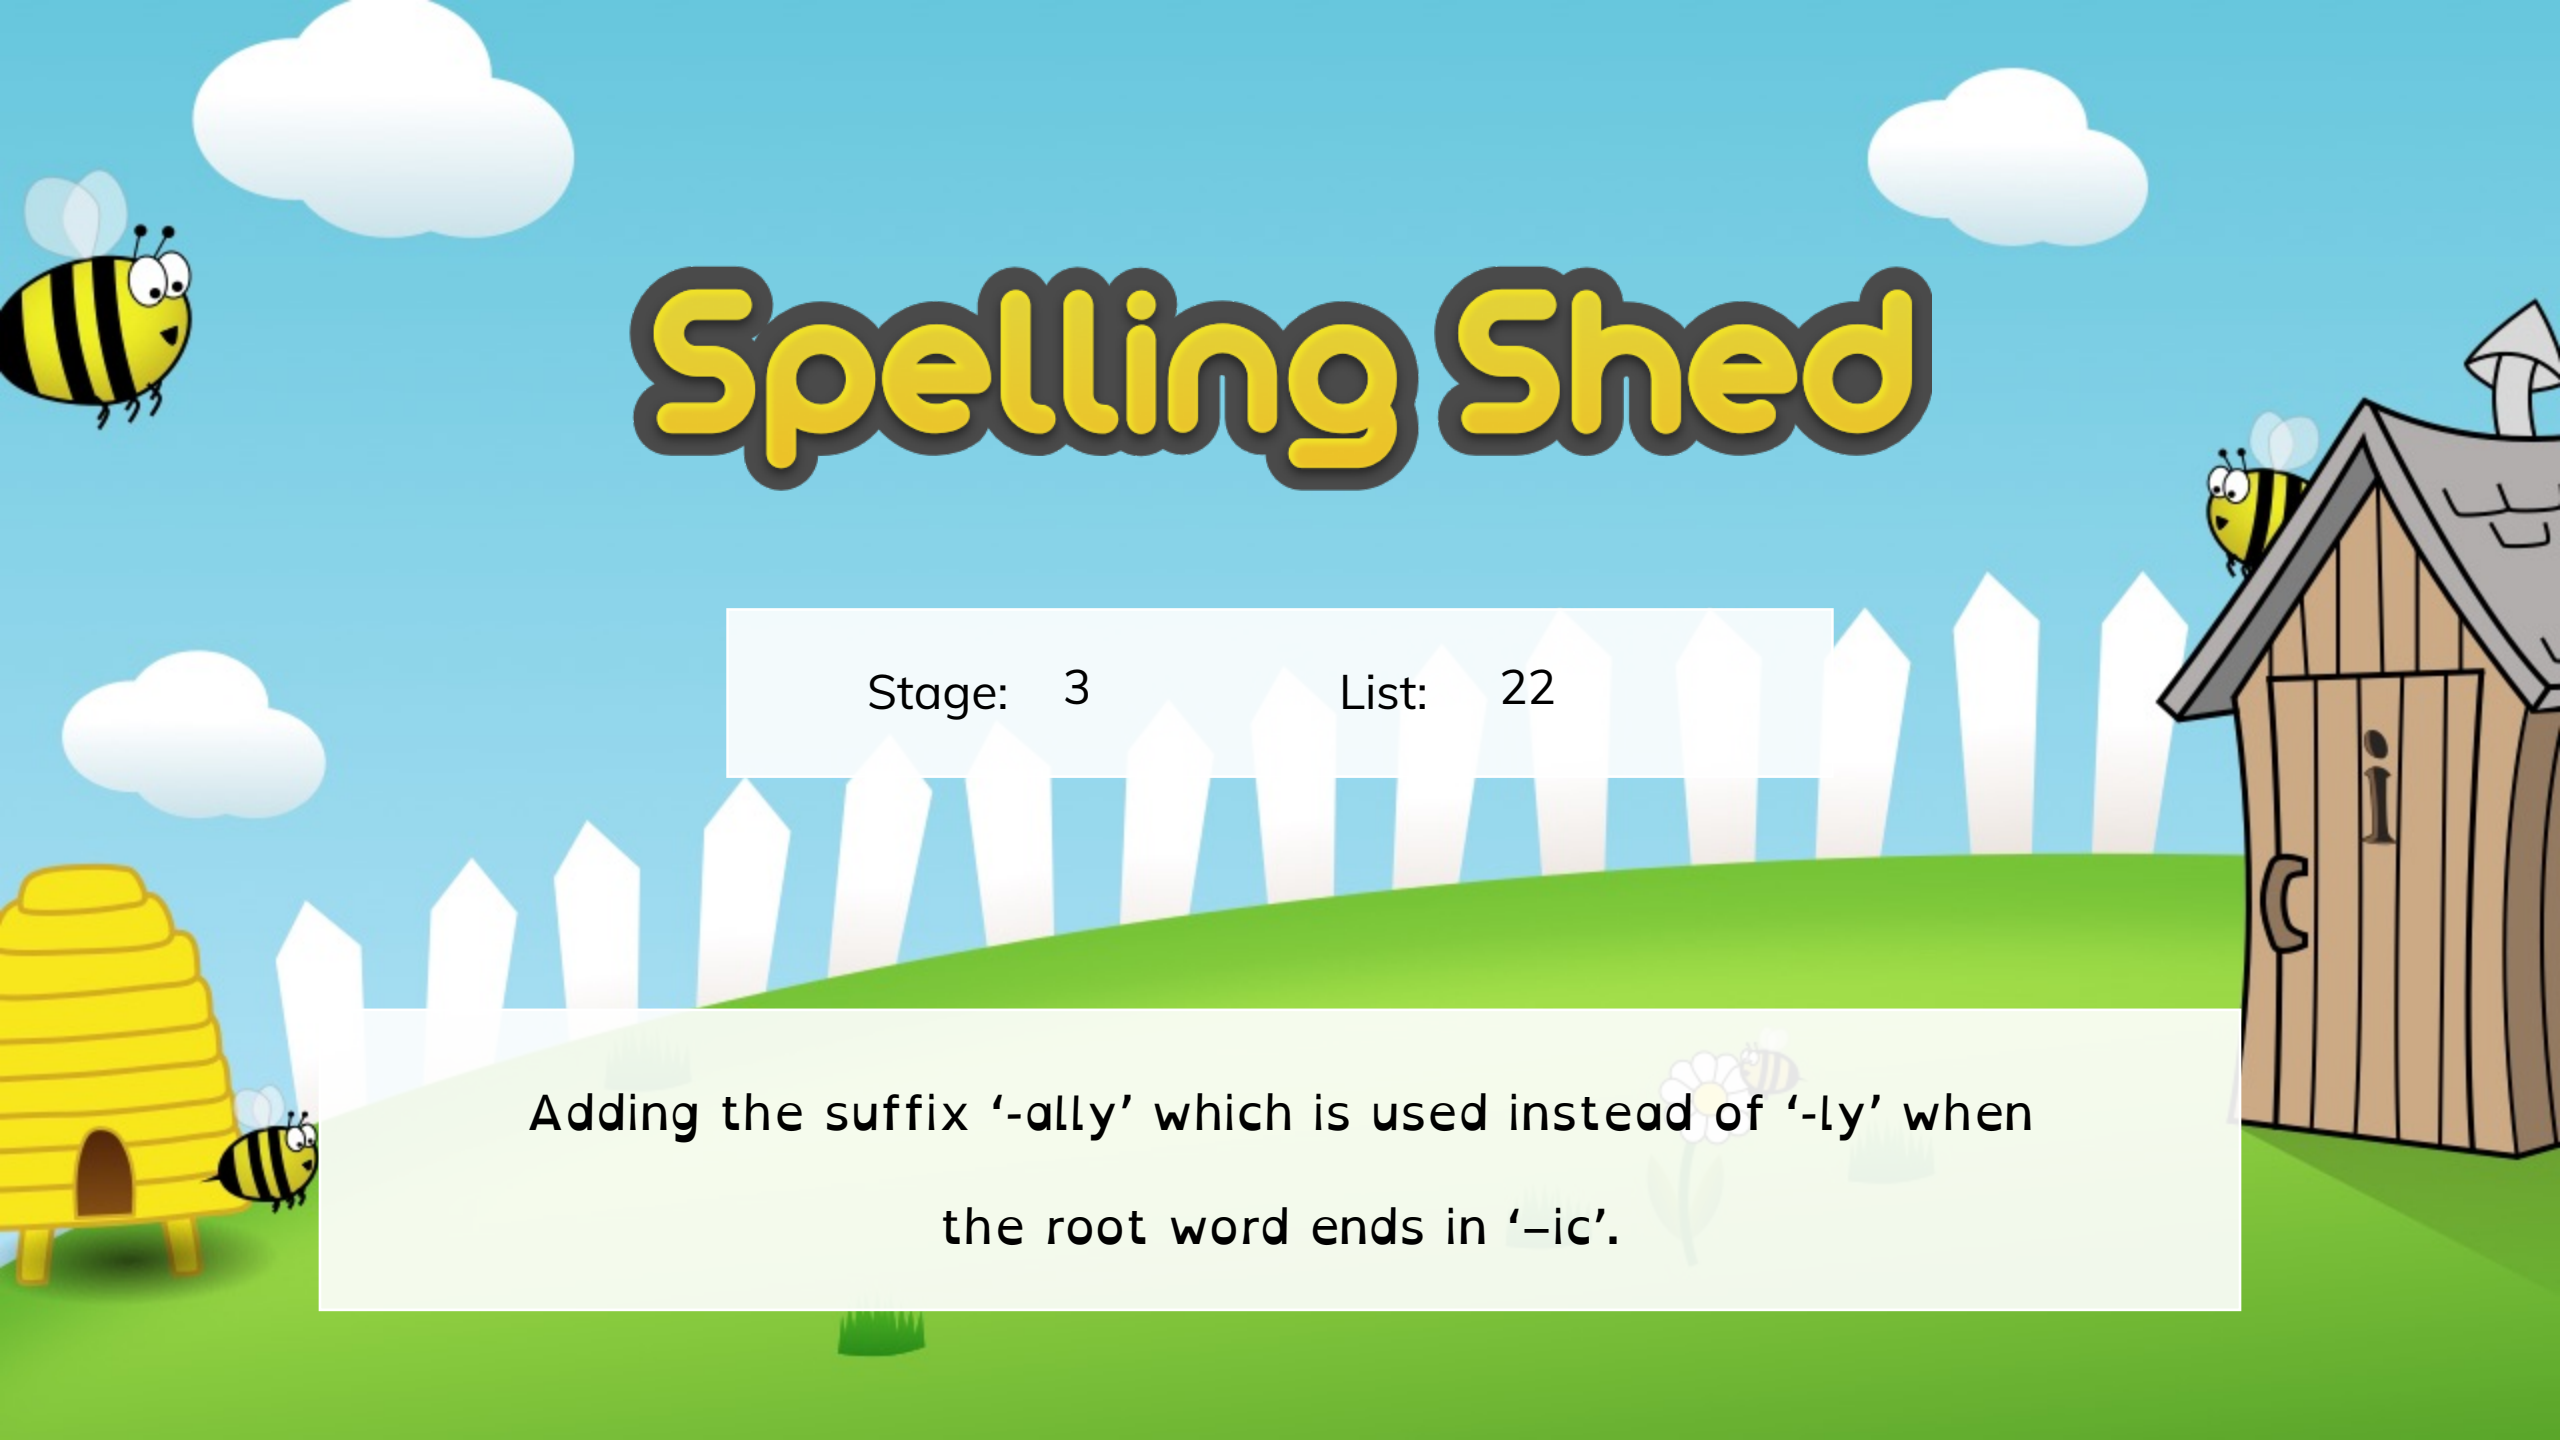 Spelling Shed
Stage: 3 List: 22
i
Adding the suffix ‘-ally’ which is used instead of ‘-ly’ when
the root word ends in ‘–ic’.